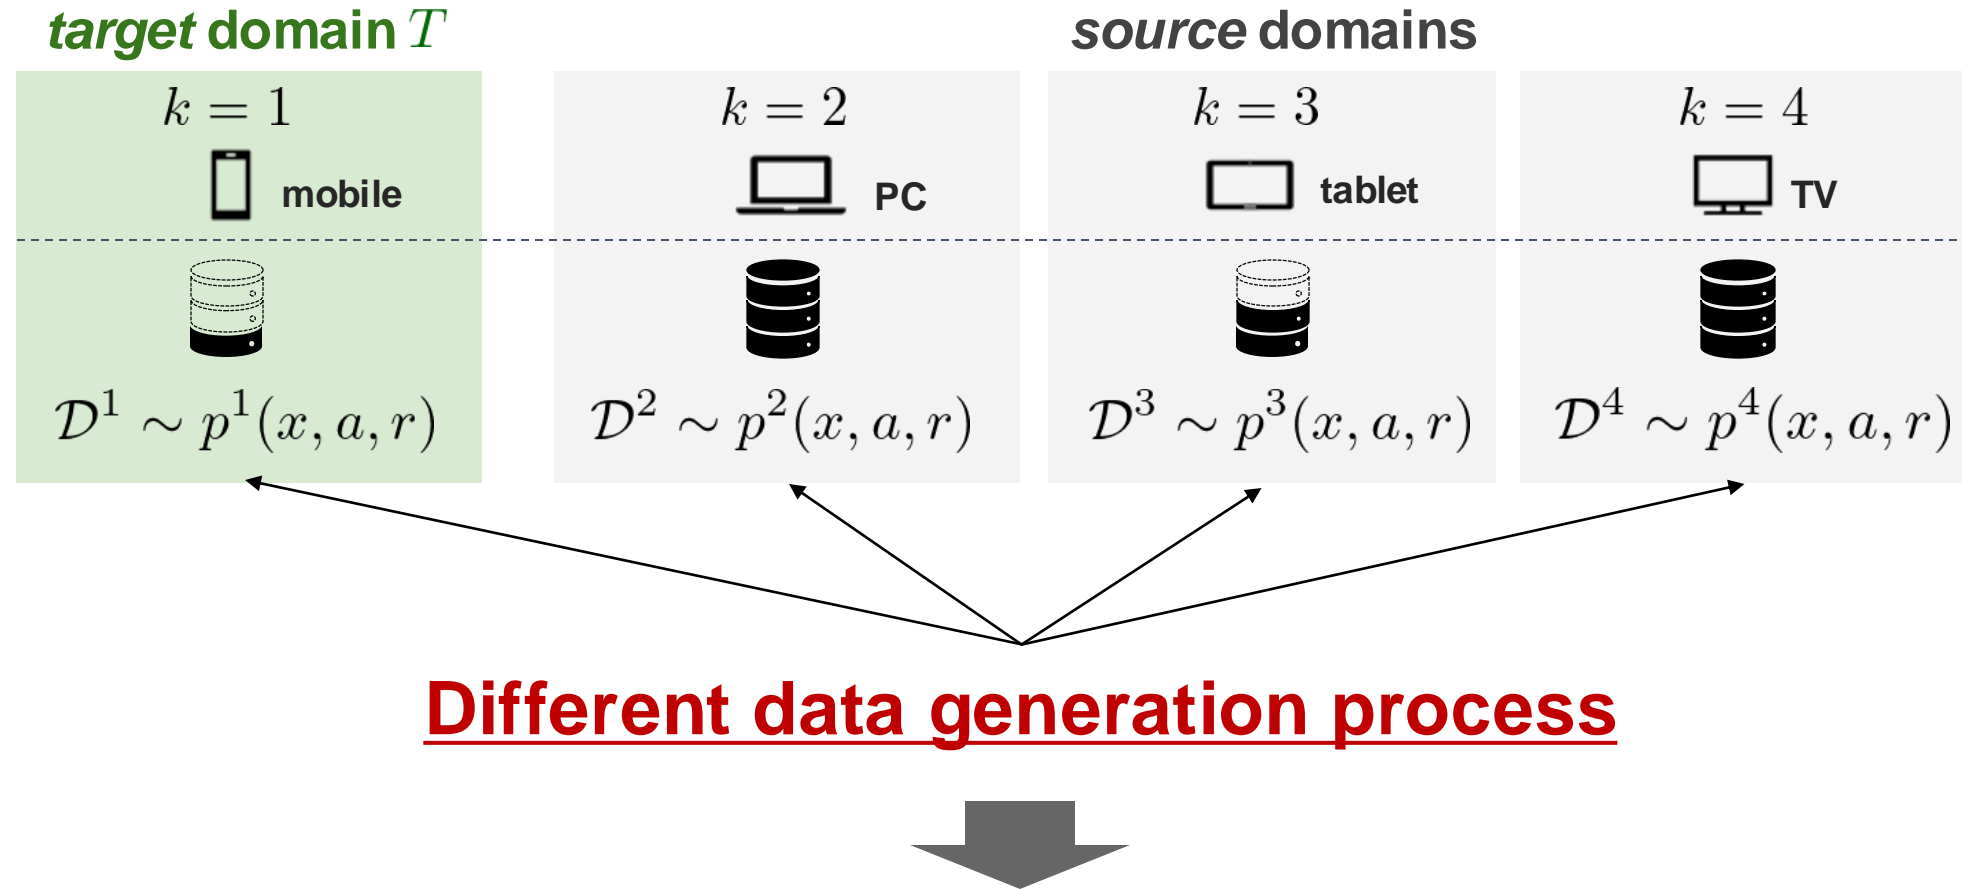 target domain T
source domains
k = 1
mobile
k = 2
PC
k = 3
tablet
k = 4
TV
𝒟¹ ∼ p¹(x, a, r)
𝒟² ∼ p²(x, a, r)
𝒟³ ∼ p³(x, a, r)
𝒟⁴ ∼ p⁴(x, a, r)
Different data generation process